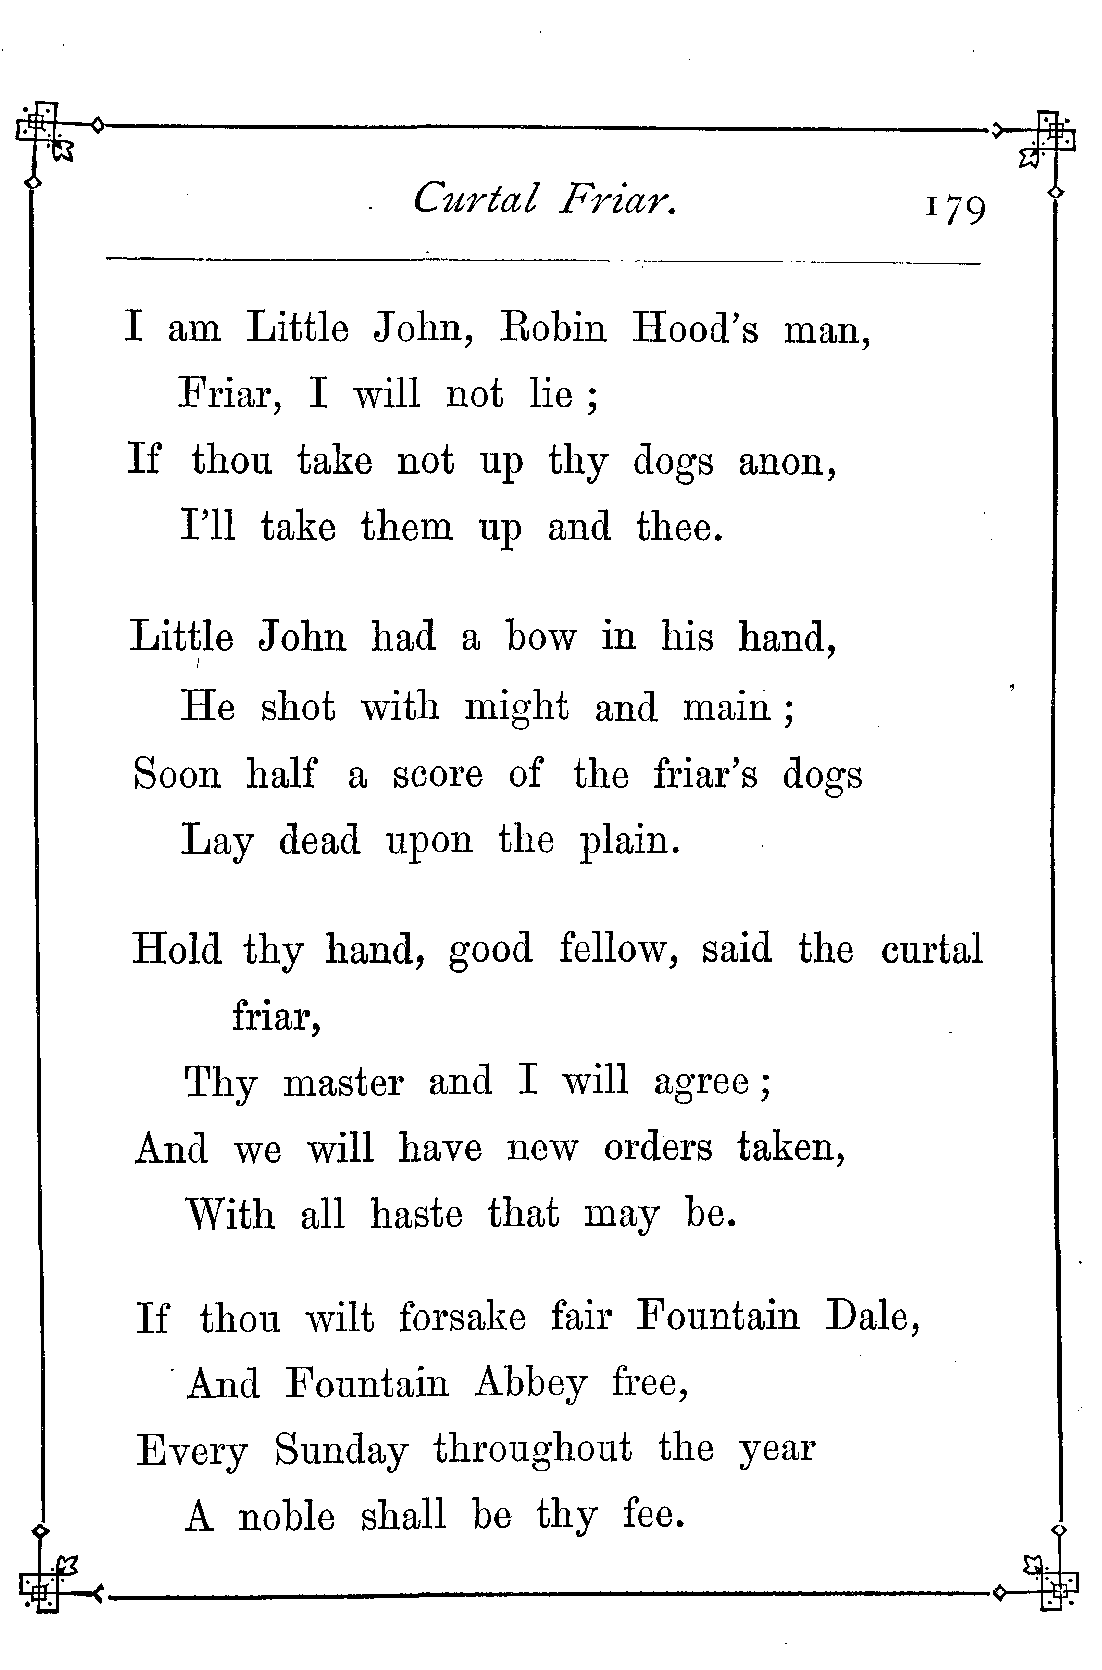 Curtal Friar. 179
I am Little John, Robin Hood's man,
Friar, I will not lie ;
If thou take not up thy dogs anon,
I'll take them up and thee.
Little John had a bow in his hand,
He shot with might and main ;
Soon half a score of the friar's dogs
Lay dead upon the plain.
Hold thy hand, good fellow, said the curtal
friar,
Thy master and I will agree ;
And we will have new orders taken,
With all haste that may be.
If thou wilt forsake fair Fountain Dale,
And Fountain Abbey free,
Every Sunday throughout the year
A noble shall be thy fee.